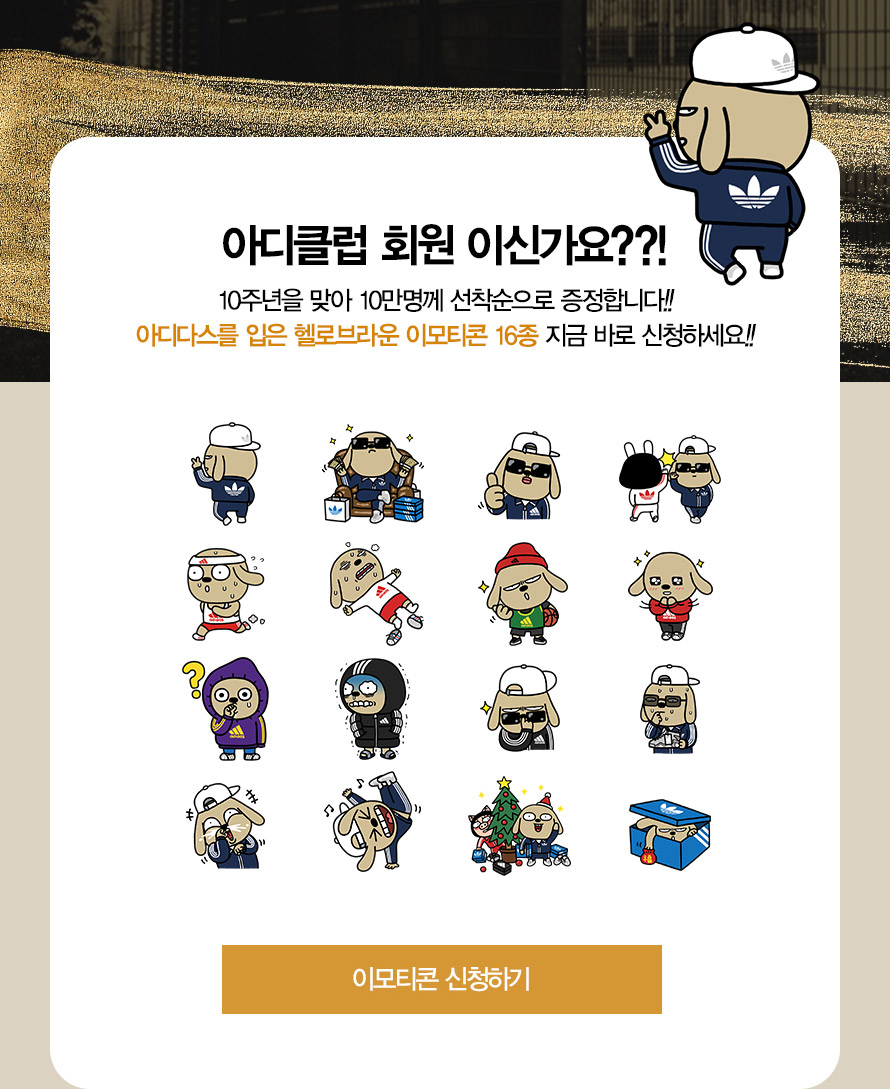 아디클럽 회원 이신가요??!
10주년을 맞아 10만명께 선착순으로 증정합니다!!
아디다스를 입은 헬로브라운 이모티콘 16종 지금 바로 신청하세요!!
?
이모티콘 신청하기